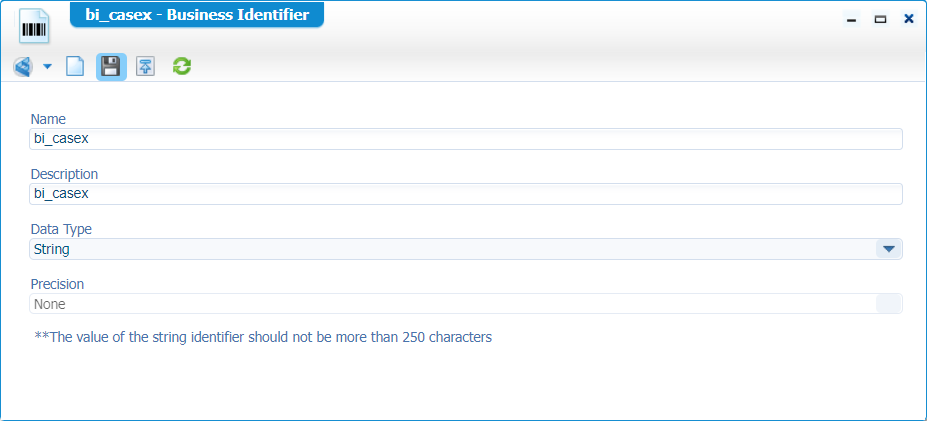 bi_casex - Business Identifier
Name
bi_casex
Description
bi_casex
Data Type
String
Precision
None
**The value of the string identifier should not be more than 250 characters